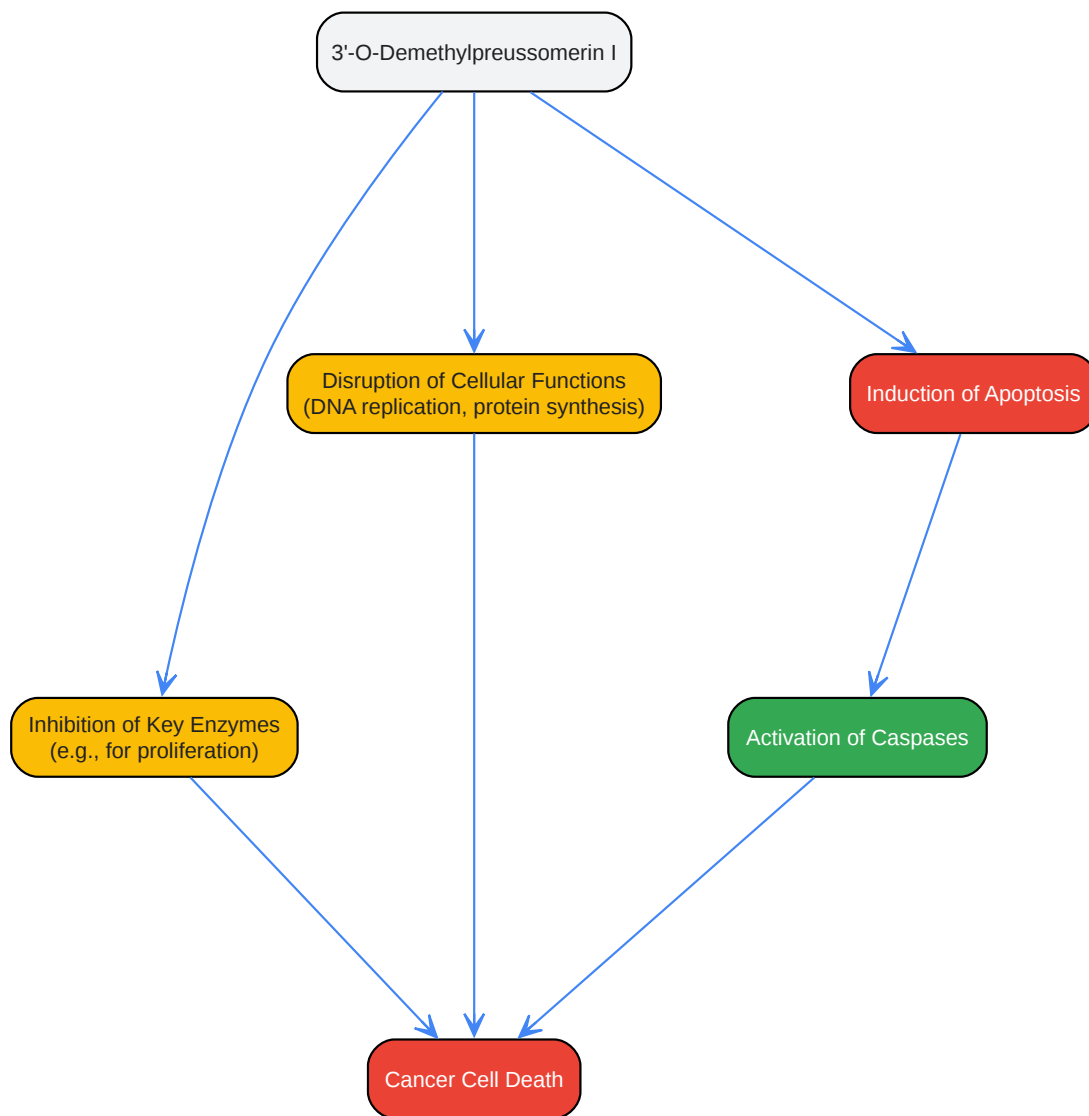 3'-O-Demethylpreussomerin I
Disruption of Cellular Functions
(DNA replication, protein synthesis)
Induction of Apoptosis
Inhibition of Key Enzymes
(e.g., for proliferation)
Activation of Caspases
Cancer Cell Death